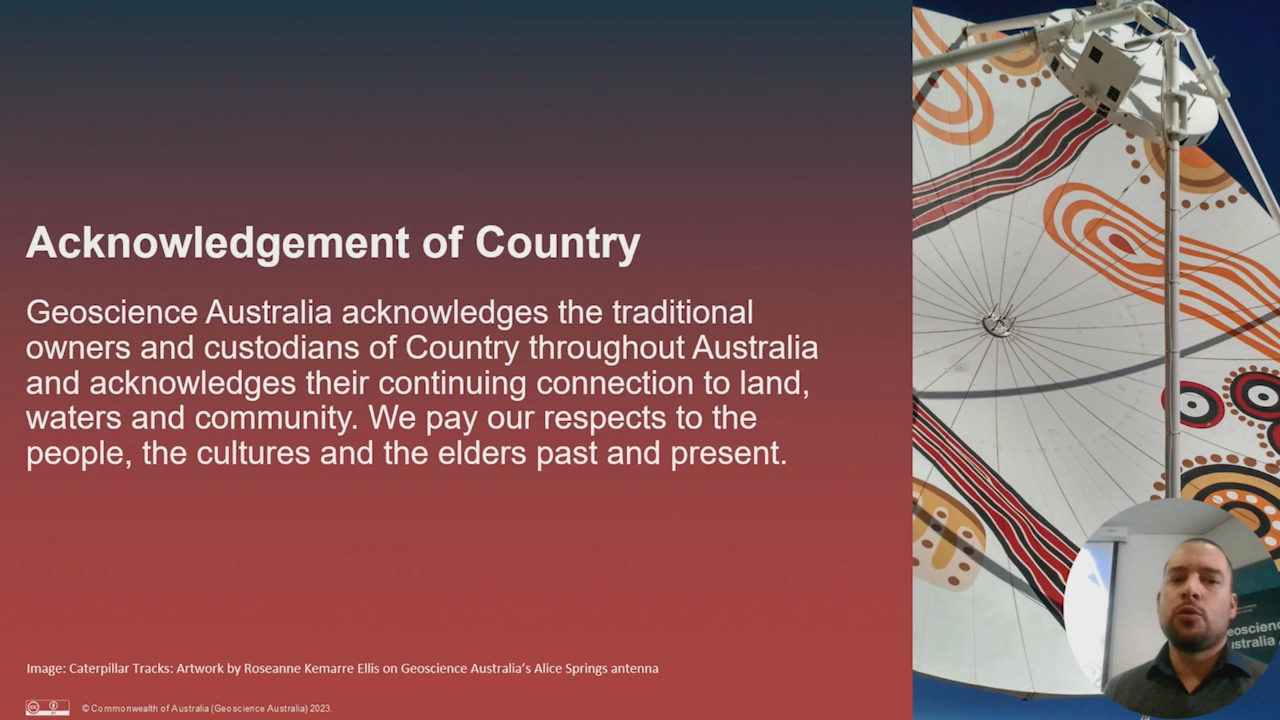 Acknowledgement of Country
Geoscience Australia acknowledges the traditional
owners and custodians of Country throughout Australia
and acknowledges their continuing connection to land,
waters and community. We pay our respects to the
people, the cultures and the elders past and present.
Image: Caterpillar Tracks: Artwork by Roseanne Kemarre Ellis on Geoscience Australia's Alice Springs antenna
© Commonwealth of Australia (Geoscience Australia) 2023.